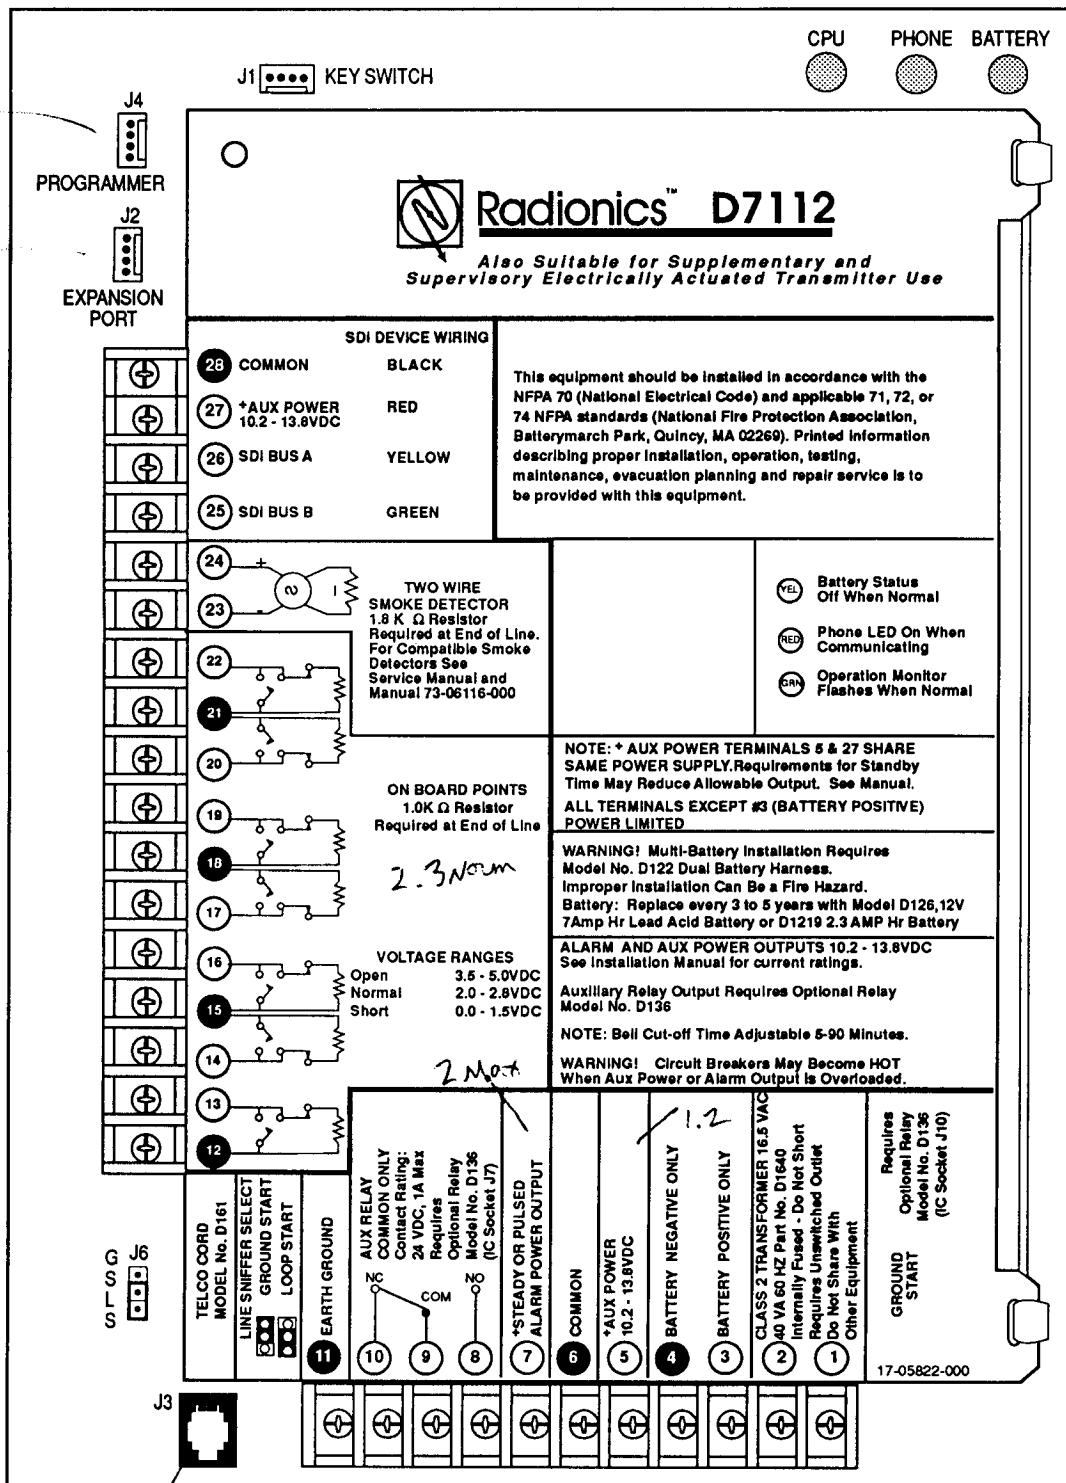 CPU PHONE BATTERY
J1 KEY SWITCH
J4
PROGRAMMER
J2
EXPANSION
PORT
Radionics™ D7112
Also Suitable for Supplementary and
Supervisory Electrically Actuated Transmitter Use
SDI DEVICE WIRING
28 COMMON BLACK
27 +AUX POWER RED
10.2 - 13.8VDC
26 SDI BUS A YELLOW
25 SDI BUS B GREEN
This equipment should be installed in accordance with the
NFPA 70 (National Electrical Code) and applicable 71, 72, or
74 NFPA standards (National Fire Protection Association,
Batterymarch Park, Quincy, MA 02269). Printed information
describing proper installation, operation, testing,
maintenance, evacuation planning and repair service is to
be provided with this equipment.
24
+
S
23
-
TWO WIRE
SMOKE DETECTOR
1.8 K Ω Resistor
Required at End of Line.
For Compatible Smoke
Detectors See
Service Manual and
Manual 73-06116-000
YEL Battery Status
Off When Normal
RED Phone LED On When
Communicating
GRN Operation Monitor
Flashes When Normal
22
21
20
19
18
17
16
15
14
13
12
ON BOARD POINTS
1.0K Ω Resistor
Required at End of Line
2.3 Nom
VOLTAGE RANGES
Open 3.5 - 5.0VDC
Normal 2.0 - 2.8VDC
Short 0.0 - 1.5VDC
2 Max
NOTE: + AUX POWER TERMINALS 5 & 27 SHARE
SAME POWER SUPPLY.Requirements for Standby
Time May Reduce Allowable Output. See Manual.
ALL TERMINALS EXCEPT #3 (BATTERY POSITIVE)
POWER LIMITED
WARNING! Multi-Battery Installation Requires
Model No. D122 Dual Battery Harness.
Improper Installation Can Be a Fire Hazard.
Battery: Replace every 3 to 5 years with Model D126,12V
7Amp Hr Lead Acid Battery or D1219 2.3 AMP Hr Battery
ALARM AND AUX POWER OUTPUTS 10.2 - 13.8VDC
See Installation Manual for current ratings.
Auxiliary Relay Output Requires Optional Relay
Model No. D136
NOTE: Bell Cut-off Time Adjustable 5-90 Minutes.
WARNING! Circuit Breakers May Become HOT
When Aux Power or Alarm Output is Overloaded.
1.2
G
S
L
S
J6
TELCO CORD
MODEL No. D161
LINE SNIFFER SELECT
GROUND START
LOOP START
EARTH GROUND
11
AUX RELAY
COMMON ONLY
Contact Rating:
24 VDC, 1A Max
Requires
Optional Relay
Model No. D136
(IC Socket J7)
NC
COM
NO
10
9
8
+STEADY OR PULSED
ALARM POWER OUTPUT
7
COMMON
6
+AUX POWER
10.2 - 13.8VDC
5
BATTERY NEGATIVE ONLY
4
BATTERY POSITIVE ONLY
3
CLASS 2 TRANSFORMER 16.5 VAC
40 VA 60 HZ Part No. D1640
Internally Fused - Do Not Short
Requires Unswitched Outlet
Do Not Share With
Other Equipment
2
1
Requires
Optional Relay
Model No. D136
(IC Socket J10)
GROUND
START
17-05822-000
J3